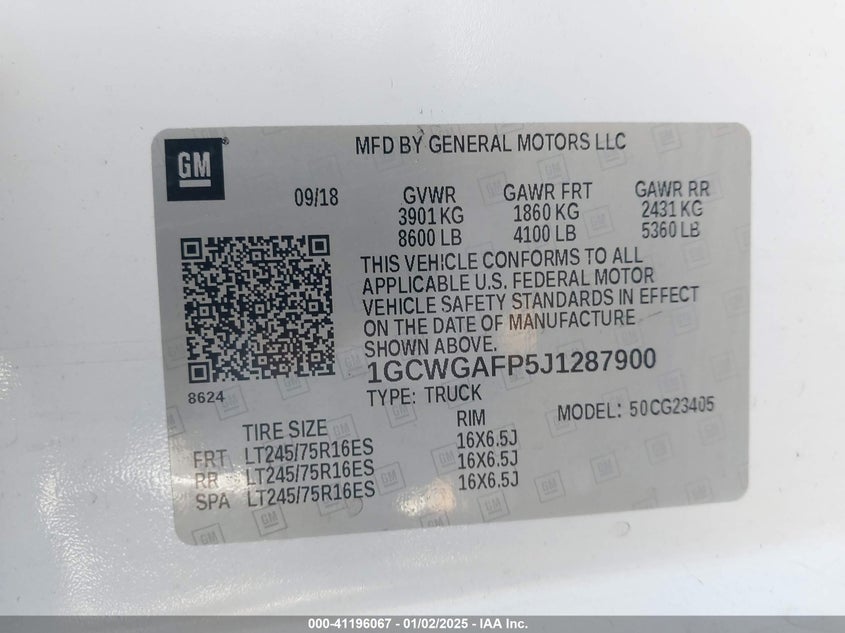 GM
MFD BY GENERAL MOTORS LLC
09/18
GVWR
3901 KG
8600 LB
GAWR FRT
1860 KG
4100 LB
GAWR RR
2431 KG
5360 LB
THIS VEHICLE CONFORMS TO ALL
APPLICABLE U.S. FEDERAL MOTOR
VEHICLE SAFETY STANDARDS IN EFFECT
ON THE DATE OF MANUFACTURE
SHOWN ABOVE.
1GCWGAFP5J1287900
8624
TYPE: TRUCK
MODEL: 50CG23405
TIRE SIZE RIM
FRT LT245/75R16ES 16X6.5J
RR LT245/75R16ES 16X6.5J
SPA LT245/75R16ES 16X6.5J
000-41196067 - 01/02/2025 - IAA Inc.